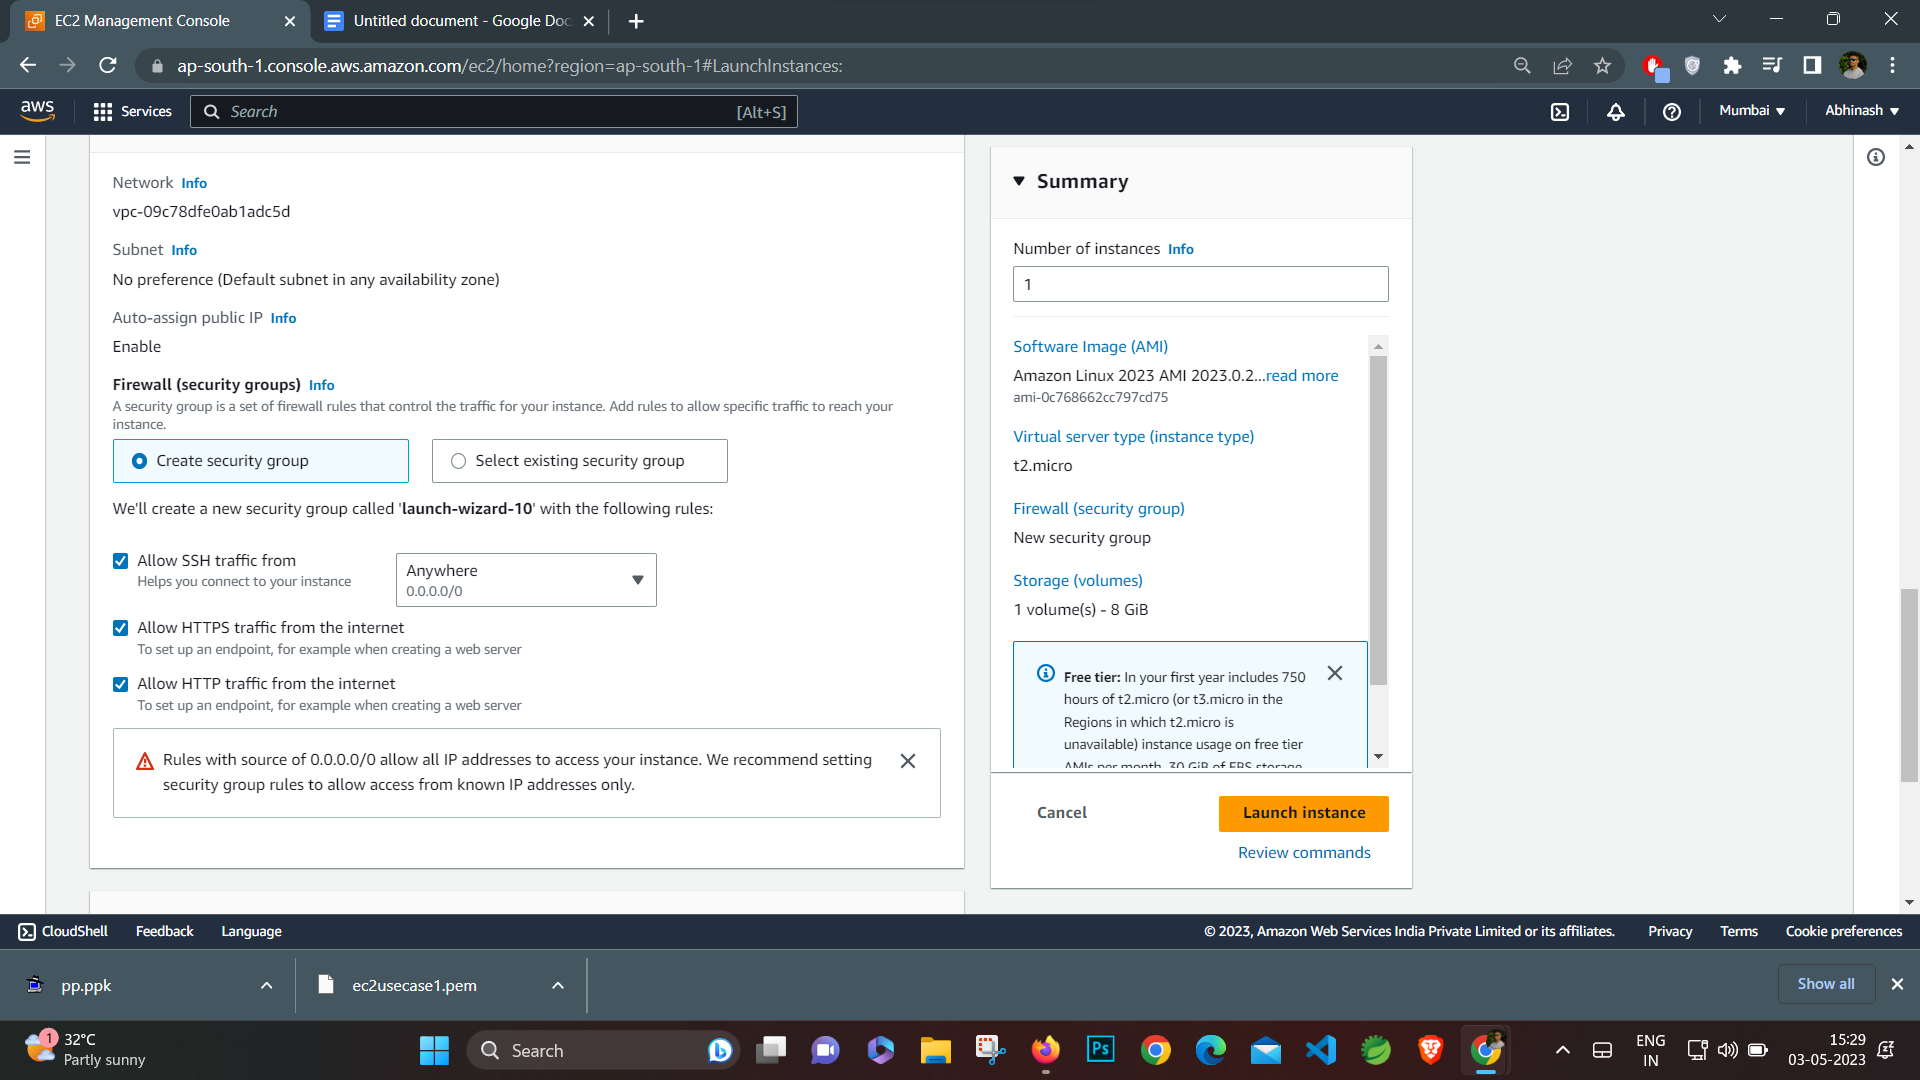 EC2 Management Console
Untitled document - Google Doc
ap-south-1.console.aws.amazon.com/ec2/home?region=ap-south-1#LaunchInstances:
aws
Services
Search
[Alt+S]
Mumbai
Abhinash
Network Info
vpc-09c78dfe0ab1adc5d
Subnet Info
No preference (Default subnet in any availability zone)
Auto-assign public IP Info
Enable
Firewall (security groups) Info
A security group is a set of firewall rules that control the traffic for your instance. Add rules to allow specific traffic to reach your
instance.
Create security group
Select existing security group
We'll create a new security group called 'launch-wizard-10' with the following rules:
Allow SSH traffic from
Helps you connect to your instance
Anywhere
0.0.0.0/0
Allow HTTPS traffic from the internet
To set up an endpoint, for example when creating a web server
Allow HTTP traffic from the internet
To set up an endpoint, for example when creating a web server
Rules with source of 0.0.0.0/0 allow all IP addresses to access your instance. We recommend setting
security group rules to allow access from known IP addresses only.
Summary
Number of instances Info
1
Software Image (AMI)
Amazon Linux 2023 AMI 2023.0.2...read more
ami-0c768662cc797cd75
Virtual server type (instance type)
t2.micro
Firewall (security group)
New security group
Storage (volumes)
1 volume(s) - 8 GiB
Free tier: In your first year includes 750
hours of t2.micro (or t3.micro in the
Regions in which t2.micro is
unavailable) instance usage on free tier
AMIs per month, 30 GiB of EBS storage,
Cancel
Launch instance
Review commands
CloudShell
Feedback
Language
© 2023, Amazon Web Services India Private Limited or its affiliates.
Privacy
Terms
Cookie preferences
pp.ppk
ec2usecase1.pem
Show all
1
32°C
Partly sunny
Search
Ps
ENG
IN
15:29
03-05-2023